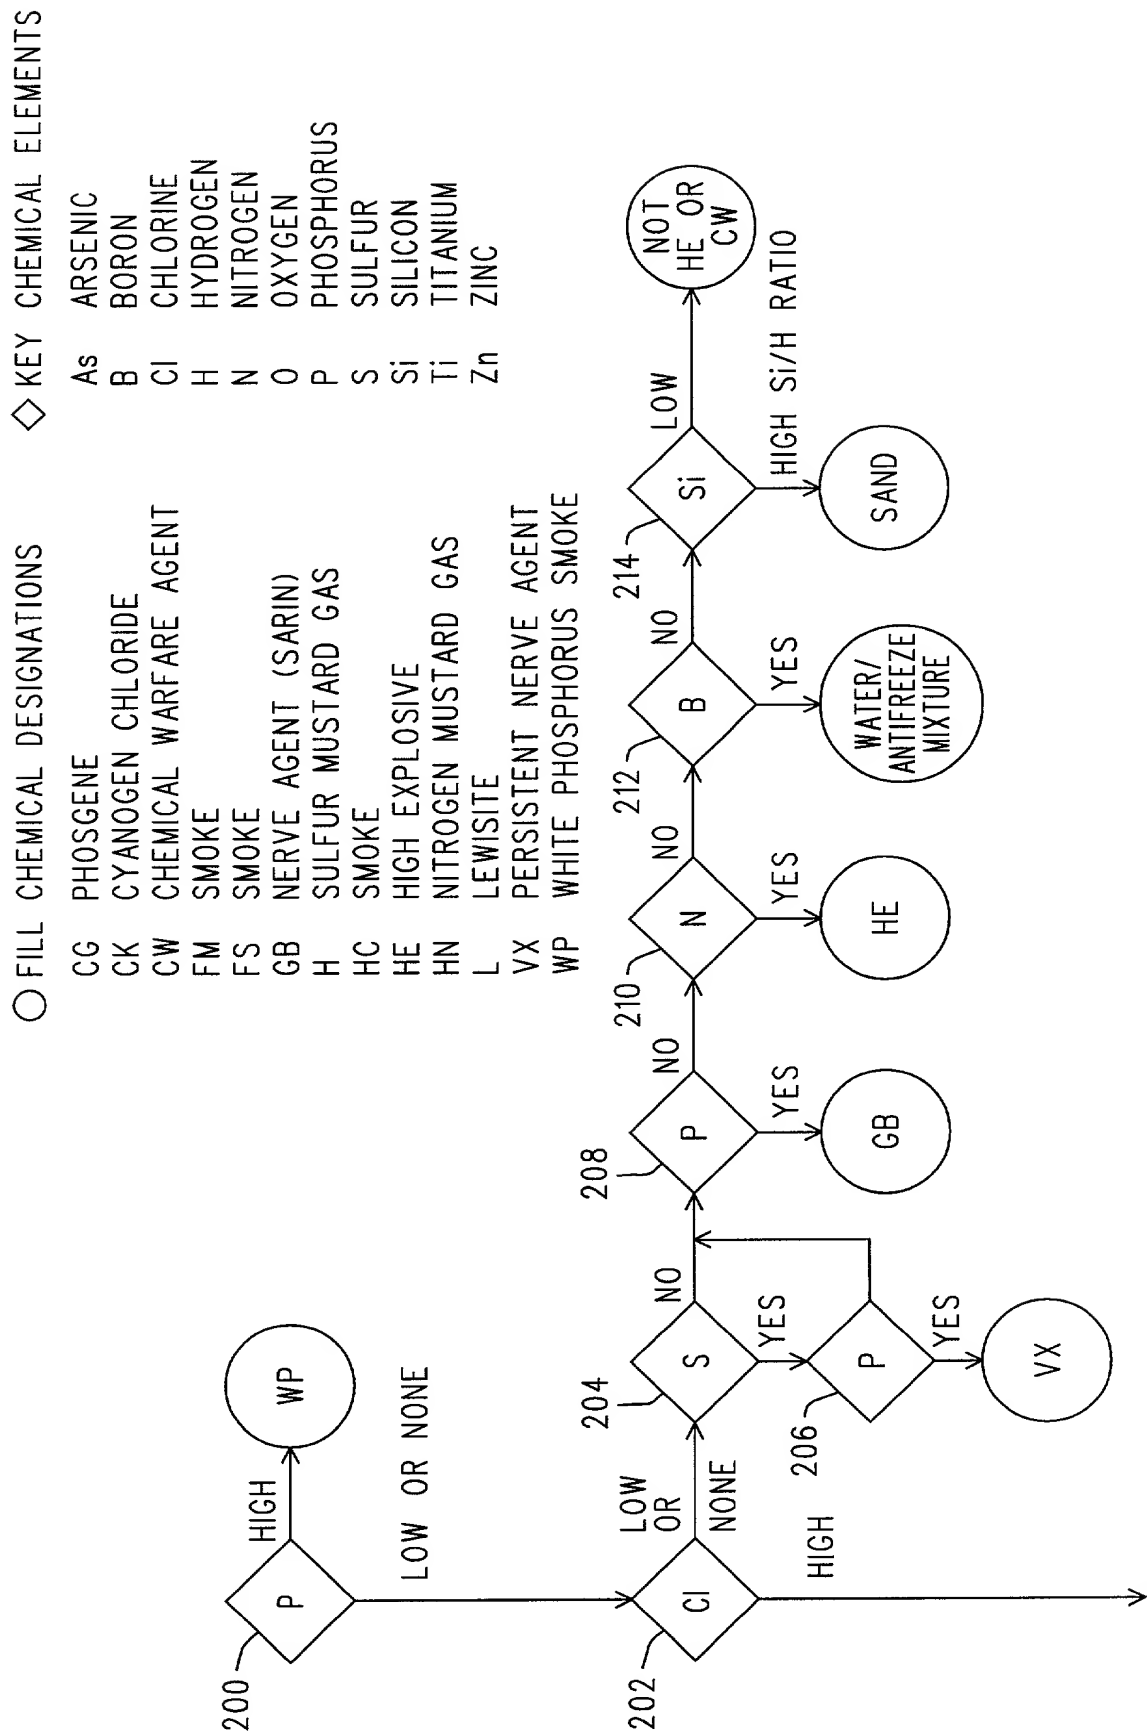 ○ FILL CHEMICAL DESIGNATIONS
CG PHOSGENE
CK CYANOGEN CHLORIDE
CW CHEMICAL WARFARE AGENT
FM SMOKE
FS SMOKE
GB NERVE AGENT (SARIN)
H SULFUR MUSTARD GAS
HC SMOKE
HE HIGH EXPLOSIVE
HN NITROGEN MUSTARD GAS
L LEWISITE
VX PERSISTENT NERVE AGENT
WP WHITE PHOSPHORUS SMOKE
◇ KEY CHEMICAL ELEMENTS
As ARSENIC
B BORON
Cl CHLORINE
H HYDROGEN
N NITROGEN
O OXYGEN
P PHOSPHORUS
S SULFUR
Si SILICON
Ti TITANIUM
Zn ZINC
200
P
HIGH
WP
LOW OR NONE
202
Cl
LOW
OR
NONE
HIGH
204
S
NO
YES
206
P
YES
VX
208
P
NO
YES
GB
210
N
NO
YES
HE
212
B
NO
YES
WATER/
ANTIFREEZE
MIXTURE
214
Si
LOW
HIGH Si/H RATIO
SAND
NOT
HE OR
CW